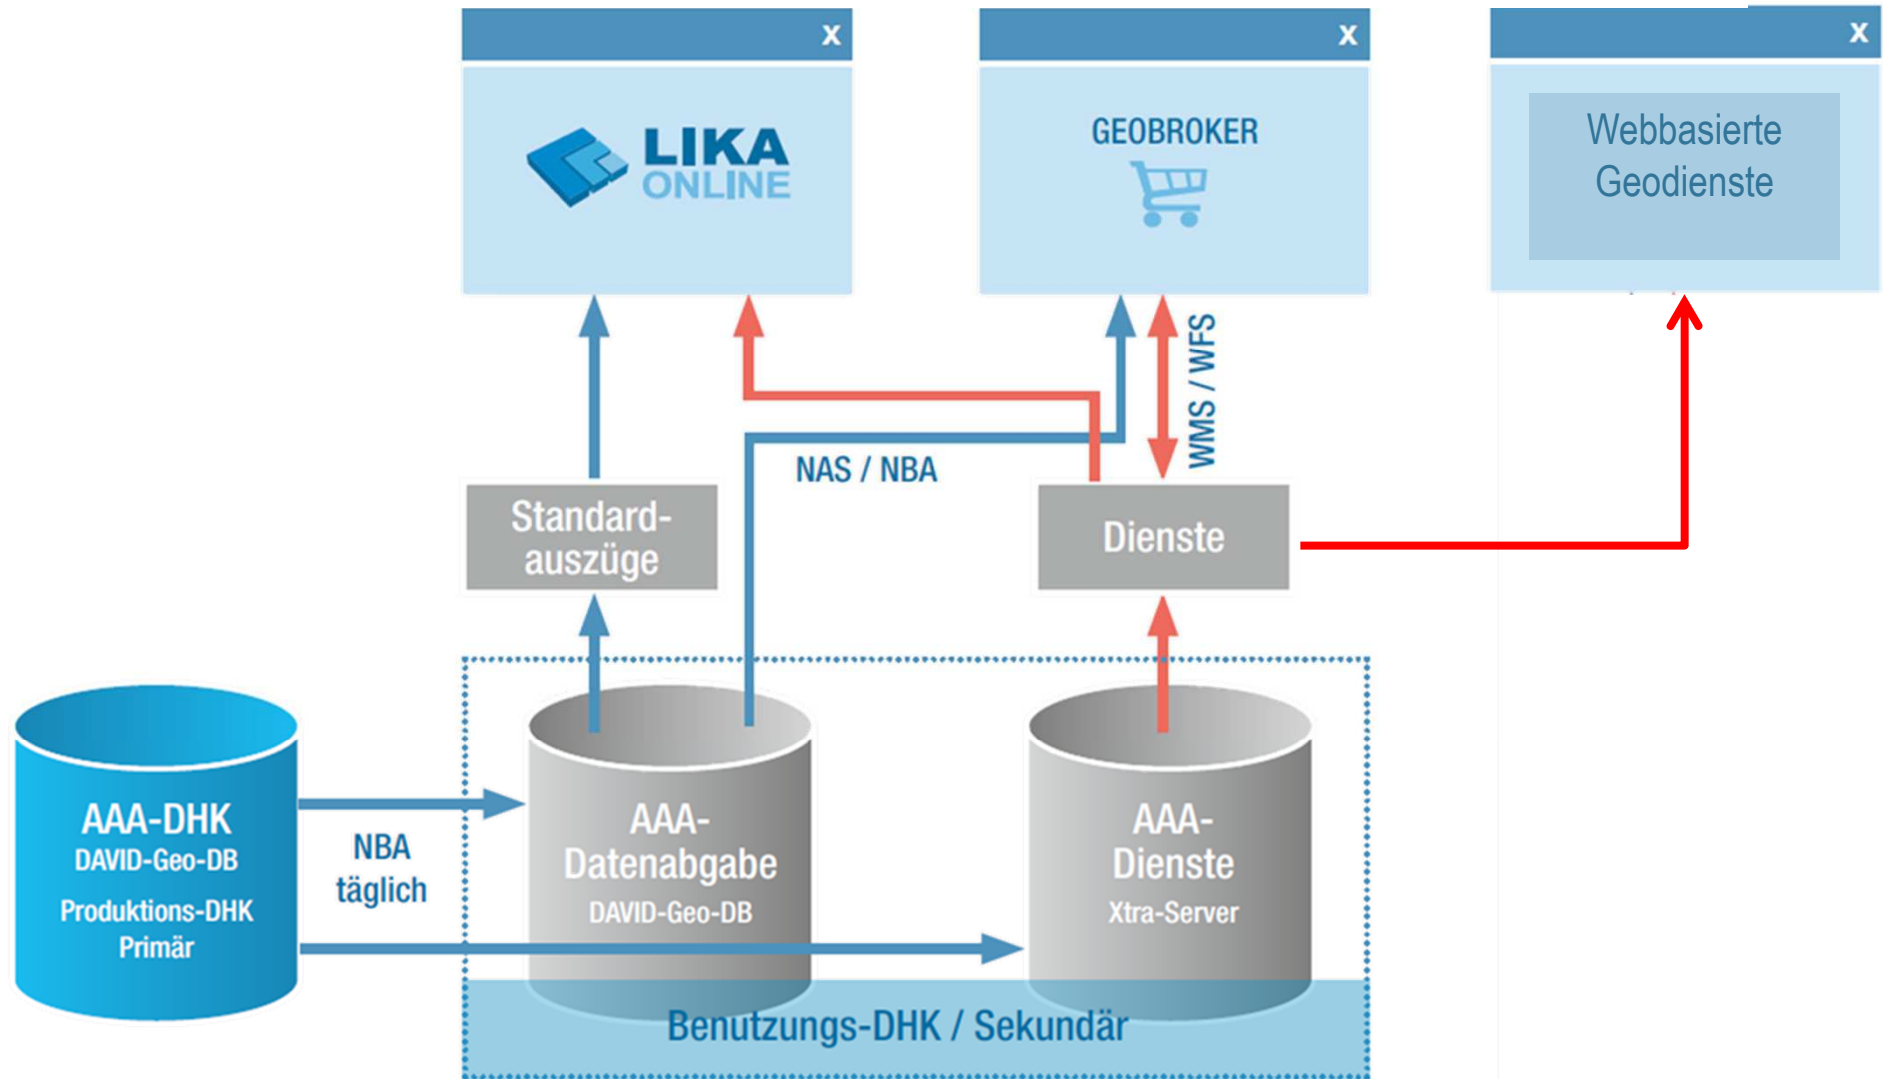 X
X
X
LIKA
ONLINE
GEOBROKER
Webbasierte
Geodienste
WMS / WFS
NAS / NBA
Standard-
auszüge
Dienste
AAA-DHK
DAVID-Geo-DB
Produktions-DHK
Primär
NBA
täglich
AAA-
Datenabgabe
DAVID-Geo-DB
AAA-
Dienste
Xtra-Server
Benutzungs-DHK / Sekundär